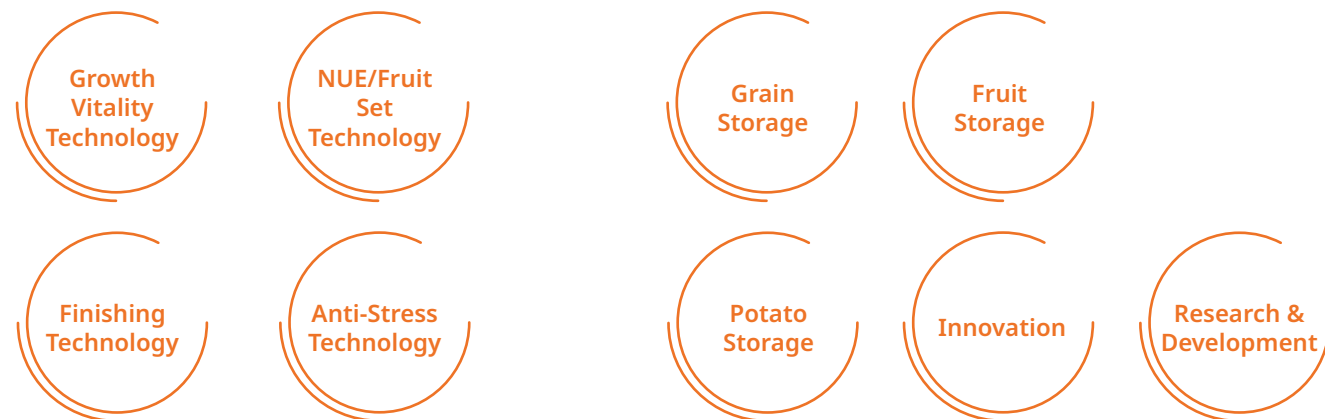 Growth
Vitality
Technology
NUE/Fruit
Set
Technology
Grain
Storage
Fruit
Storage
Finishing
Technology
Anti-Stress
Technology
Potato
Storage
Innovation
Research &
Development